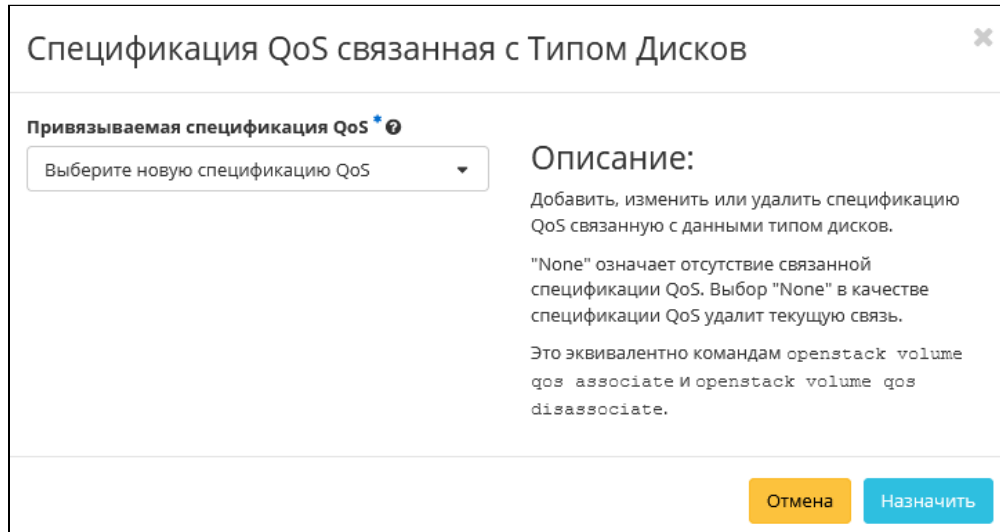 Спецификация QoS связанная с Типом Дисков
Привязываемая спецификация QoS *
Выберите новую спецификацию QoS
Описание:
Добавить, изменить или удалить спецификацию
QoS связанную с данными типом дисков.
"None" означает отсутствие связанной
спецификации QoS. Выбор "None" в качестве
спецификации QoS удалит текущую связь.
Это эквивалентно командам openstack volume
qos associate и openstack volume qos
disassociate.
Отмена
Назначить